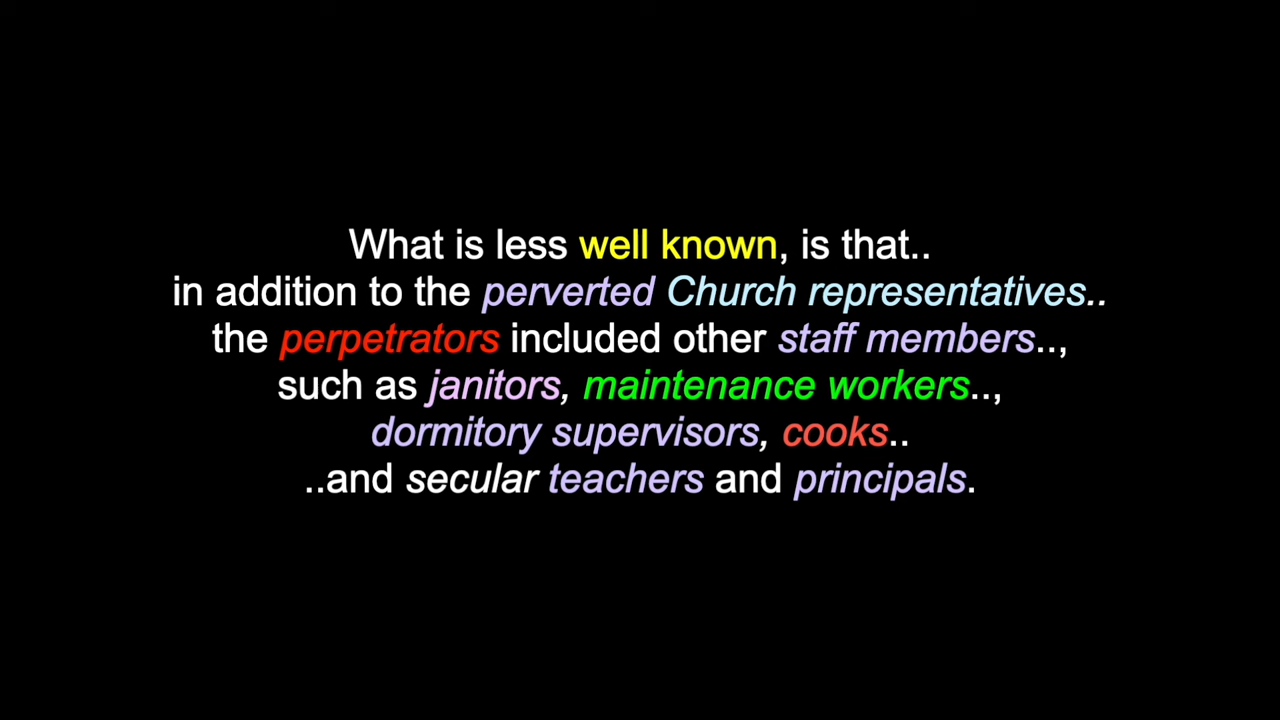 What is less well known, is that..
in addition to the perverted Church representatives..
the perpetrators included other staff members..,
such as janitors, maintenance workers..,
dormitory supervisors, cooks..
..and secular teachers and principals.